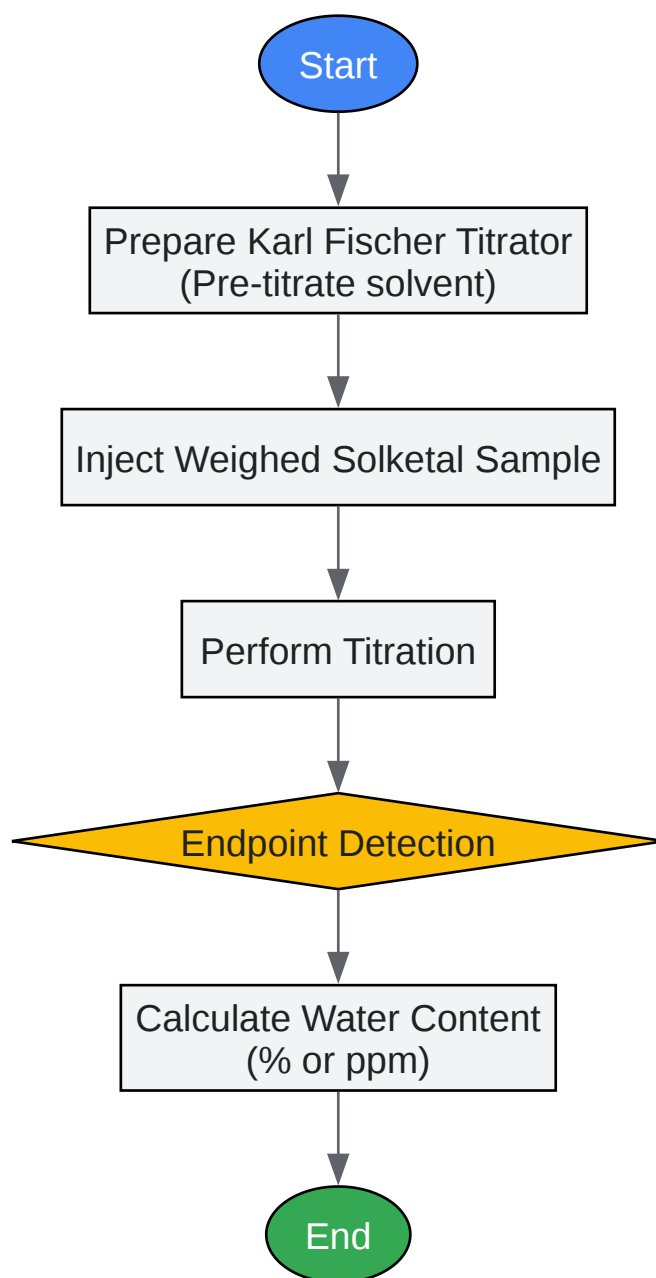 Start
Prepare Karl Fischer Titrator
(Pre-titrate solvent)
Inject Weighed Solketal Sample
Perform Titration
Endpoint Detection
Calculate Water Content
(% or ppm)
End